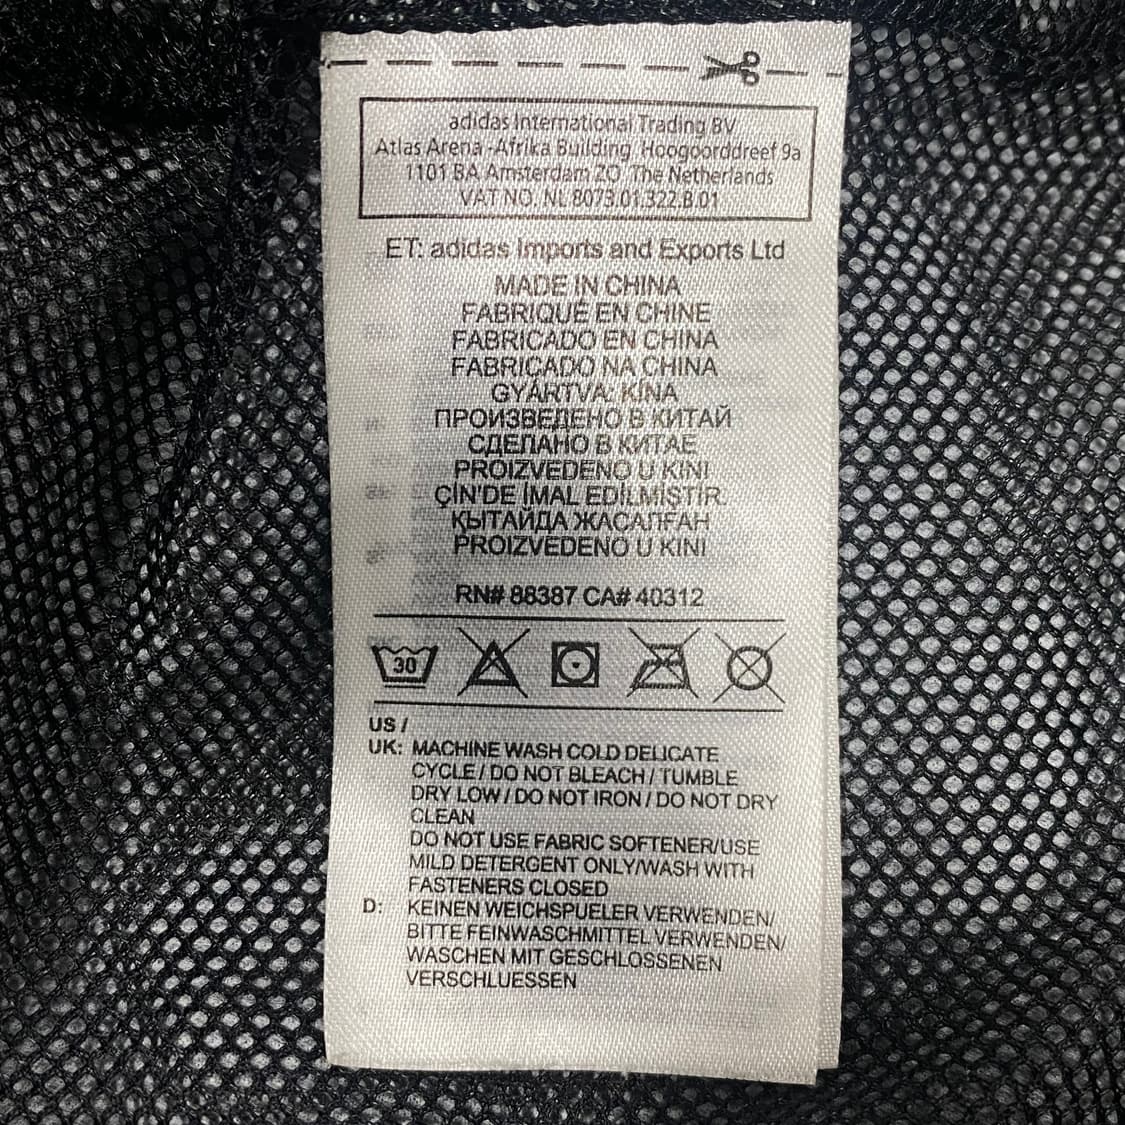 adidas International Trading BV
Atlas Arena -Afrika Building, Hoogoorddreef 9a
1101 BA Amsterdam ZO The Netherlands
VAT NO. NL 8073.01.322.B.01
ET: adidas Imports and Exports Ltd
MADE IN CHINA
FABRIQUÉ EN CHINE
FABRICADO EN CHINA
FABRICADO NA CHINA
GYÁRTVA: KÍNA
ПРОИЗВЕДЕНО В КИТАЙ
СДЕЛАНО В КИТАЕ
PROIZVEDENO U KINI
ÇİN'DE İMAL EDİLMİSTİR
ҚЫТАЙДА ЖАСАЛҒАН
PROIZVEDENO U KINI
RN# 88387 CA# 40312
30
US /
UK: MACHINE WASH COLD DELICATE
CYCLE / DO NOT BLEACH / TUMBLE
DRY LOW / DO NOT IRON / DO NOT DRY
CLEAN
DO NOT USE FABRIC SOFTENER/USE
MILD DETERGENT ONLY/WASH WITH
FASTENERS CLOSED
D: KEINEN WEICHSPUELER VERWENDEN/
BITTE FEINWASCHMITTEL VERWENDEN/
WASCHEN MIT GESCHLOSSENEN
VERSCHLUESSEN